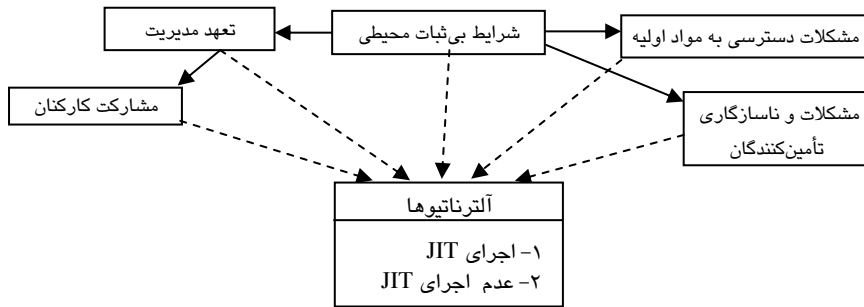 مشکلات دسترسی به مواد اولیه
شرایط بی‌ثبات محیطی
تعهد مدیریت
مشکلات و ناسازگاری
تأمین‌کنندگان
مشارکت کارکنان
آلترناتیوها
۱- اجرای JIT
۲- عدم اجرای JIT